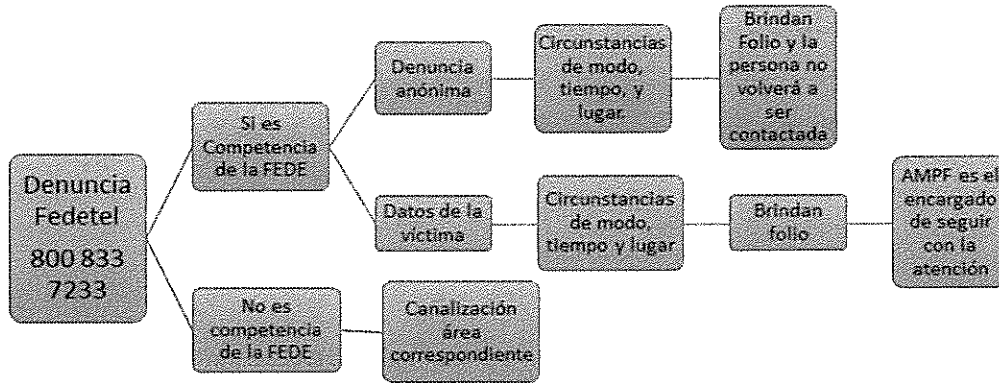 Denuncia
Fedetel
800 833
7233
Si es
Competencia
de la FEDE
Denuncia
anónima
Circunstancias
de modo,
tiempo, y
lugar.
Brindan
Folio y la
persona no
volverá a
ser
contactada
Datos de la
víctima
Circunstancias
de modo,
tiempo y lugar
Brindan
folio
AMPF es el
encargado
de seguir
con la
atención
No es
competencia
de la FEDE
Canalización
área
correspondiente